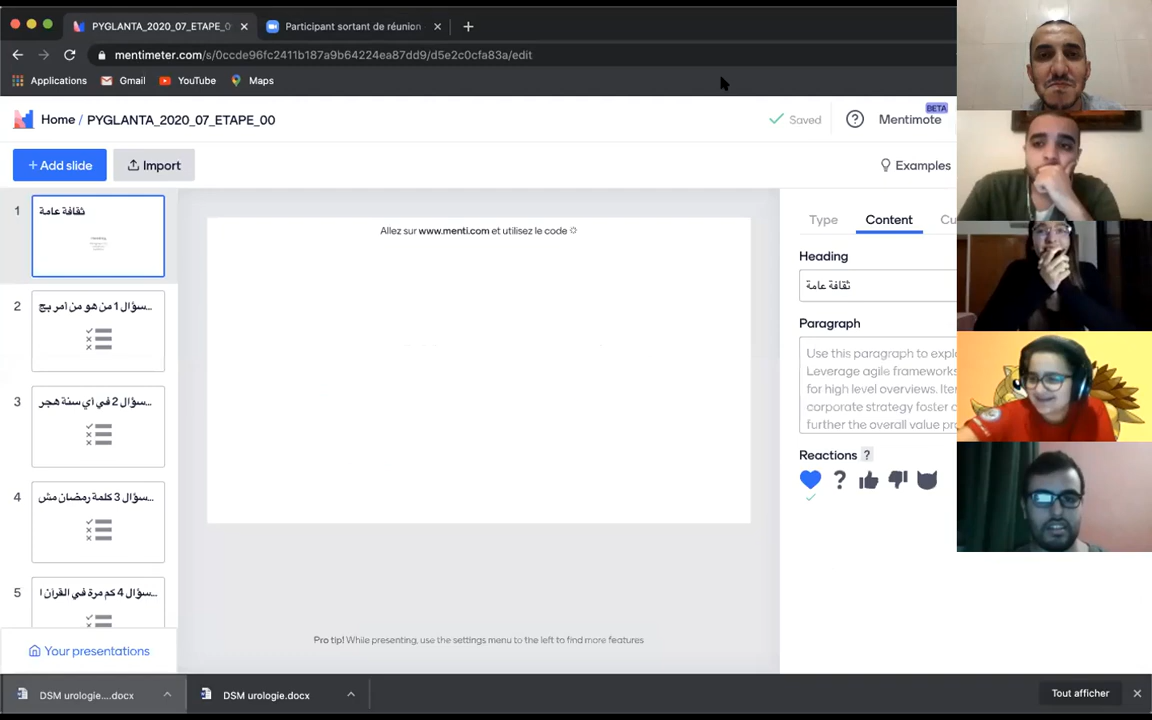 PYGLANTA_2020_07_ETAPE_0
Participant sortant de réunion
mentimeter.com/s/0ccde96fc2411b187a9b64224ea87dd9/d5e2c0cfa83a/edit
Applications
Gmail
YouTube
Maps
Home / PYGLANTA_2020_07_ETAPE_00
Saved
Mentimote
BETA
+ Add slide
Import
Examples
1
ثقافة عامة
2
سؤال 1 من هو من أمر بج...
3
سؤال 2 في أي سنة هجر...
4
سؤال 3 كلمة رمضان مش...
5
سؤال 4 كم مرة في القرآن ا...
Your presentations
Allez sur www.menti.com et utilisez le code
Pro tip! While presenting, use the settings menu to the left to find more features
Type
Content
Cu
Heading
ثقافة عامة
Paragraph
Use this paragraph to expl
Leverage agile frameworks
for high level overviews. Ite
corporate strategy foster c
further the overall value pro
Reactions ?
DSM urologie....docx
DSM urologie.docx
Tout afficher